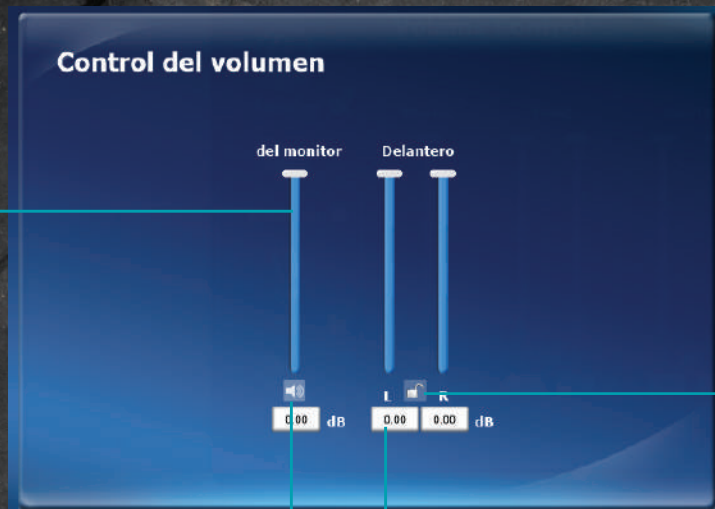 Control del volumen
del monitor Delantero
L R
0.00 dB 0.00 0.00 dB